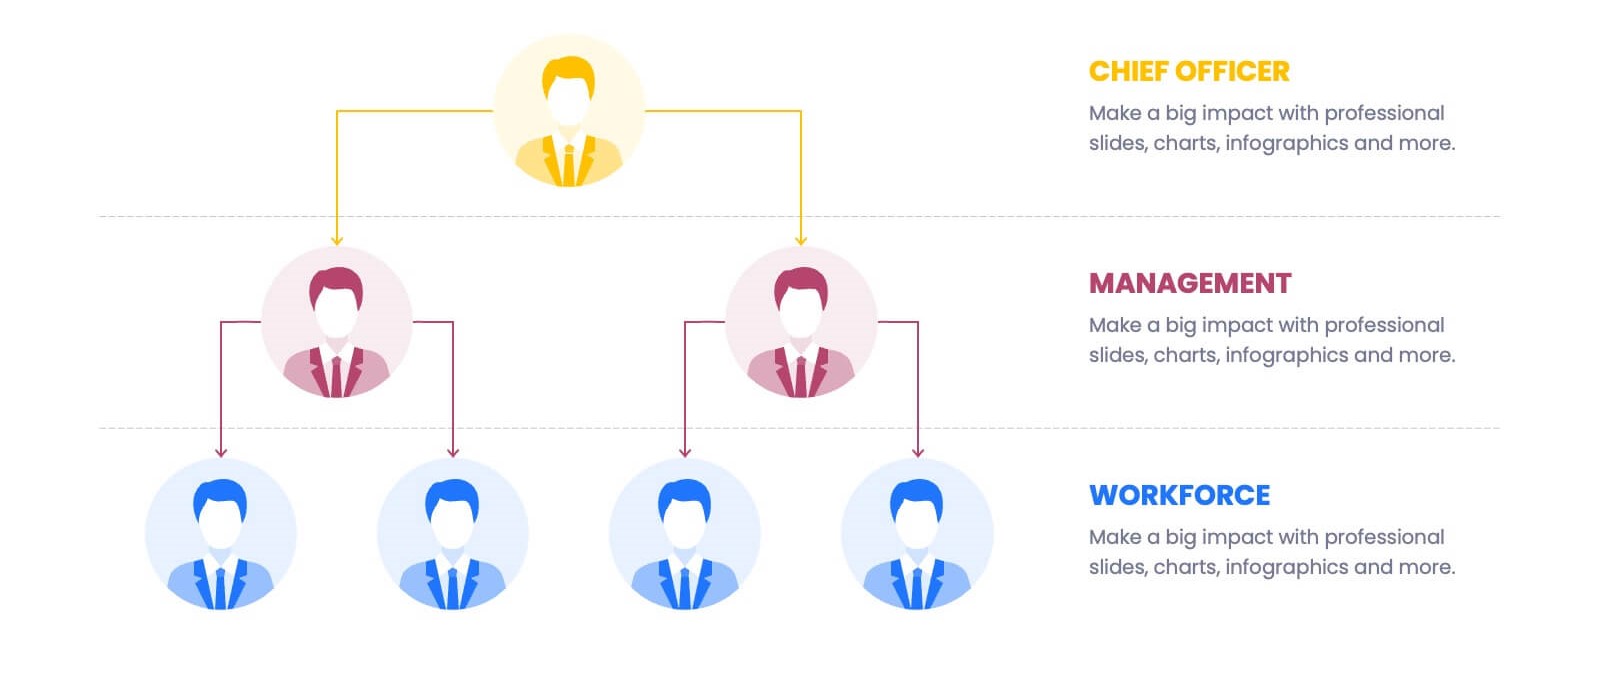 CHIEF OFFICER
Make a big impact with professional
slides, charts, infographics and more.
MANAGEMENT
Make a big impact with professional
slides, charts, infographics and more.
WORKFORCE
Make a big impact with professional
slides, charts, infographics and more.